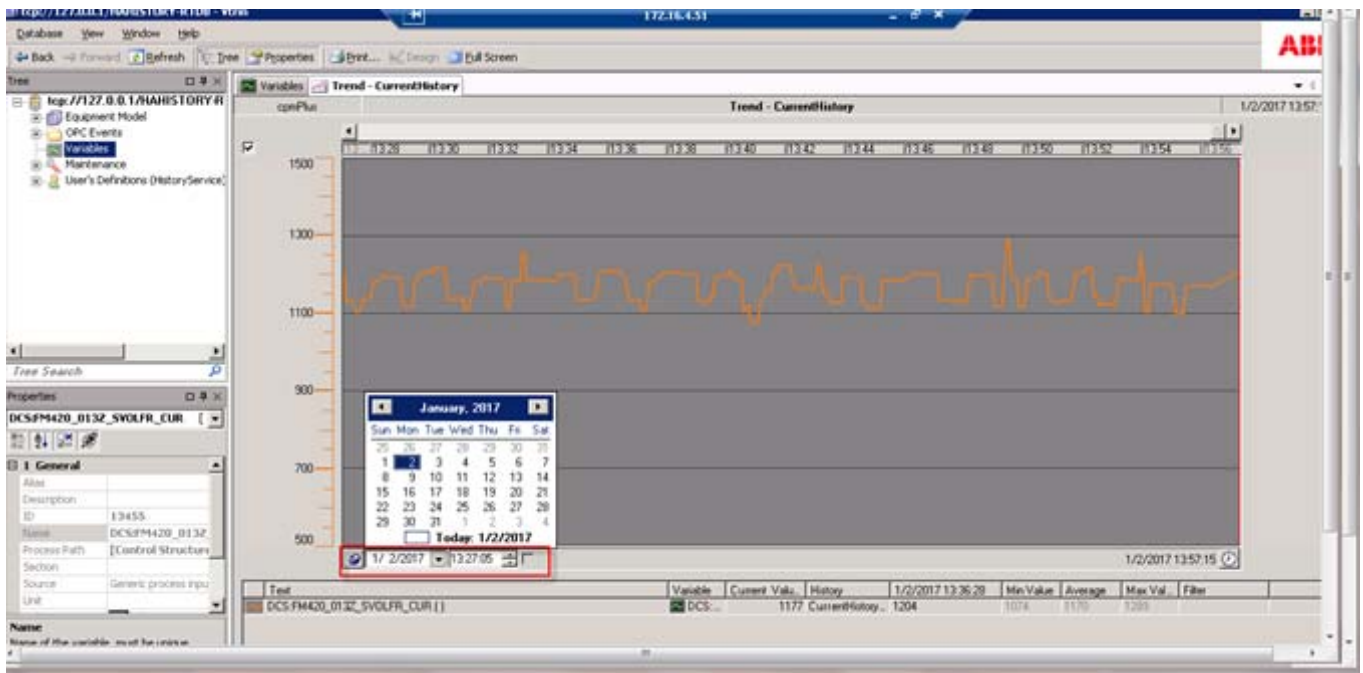 172.16.4.51
Database View Window Help
Back Forward Refresh Tree Properties Print... Design Full Screen
ABB
Tree
Variables Trend - CurrentHistory
tcp://127.0.0.1/HAHISTORY-R
Equipment Model
OPC Events
Variables
Maintenance
User's Definitions (HistoryService)
cpmPlus Trend - CurrentHistory 1/2/2017 13:57:1
13:28 13:30 13:32 13:34 13:36 13:38 13:40 13:42 13:44 13:46 13:48 13:50 13:52 13:54 13:56
1500
1300
1100
900
700
500
Tree Search
Properties
DCS:FM420_013Z_SVOLFR_CUR
1 General
Alias
Description
ID 13455
Name DCS:FM420_013Z_
Process Path [Control Structure
Section
Source Generic process inpu
Unit
Name
Name of the variable, must be unique
January, 2017
Sun Mon Tue Wed Thu Fri Sat
25 26 27 28 29 30 31
1 2 3 4 5 6 7
8 9 10 11 12 13 14
15 16 17 18 19 20 21
22 23 24 25 26 27 28
29 30 31 1 2 3 4
Today: 1/2/2017
1/ 2/2017 13:27:05
1/2/2017 13:57:15
Text Variable Current Valu... History 1/2/2017 13:36:28 Min Value Average Max Val... Filter
DCS:FM420_013Z_SVOLFR_CUR ( ) DCS:... 1177 CurrentHistory... 1204 1074 1170 1289